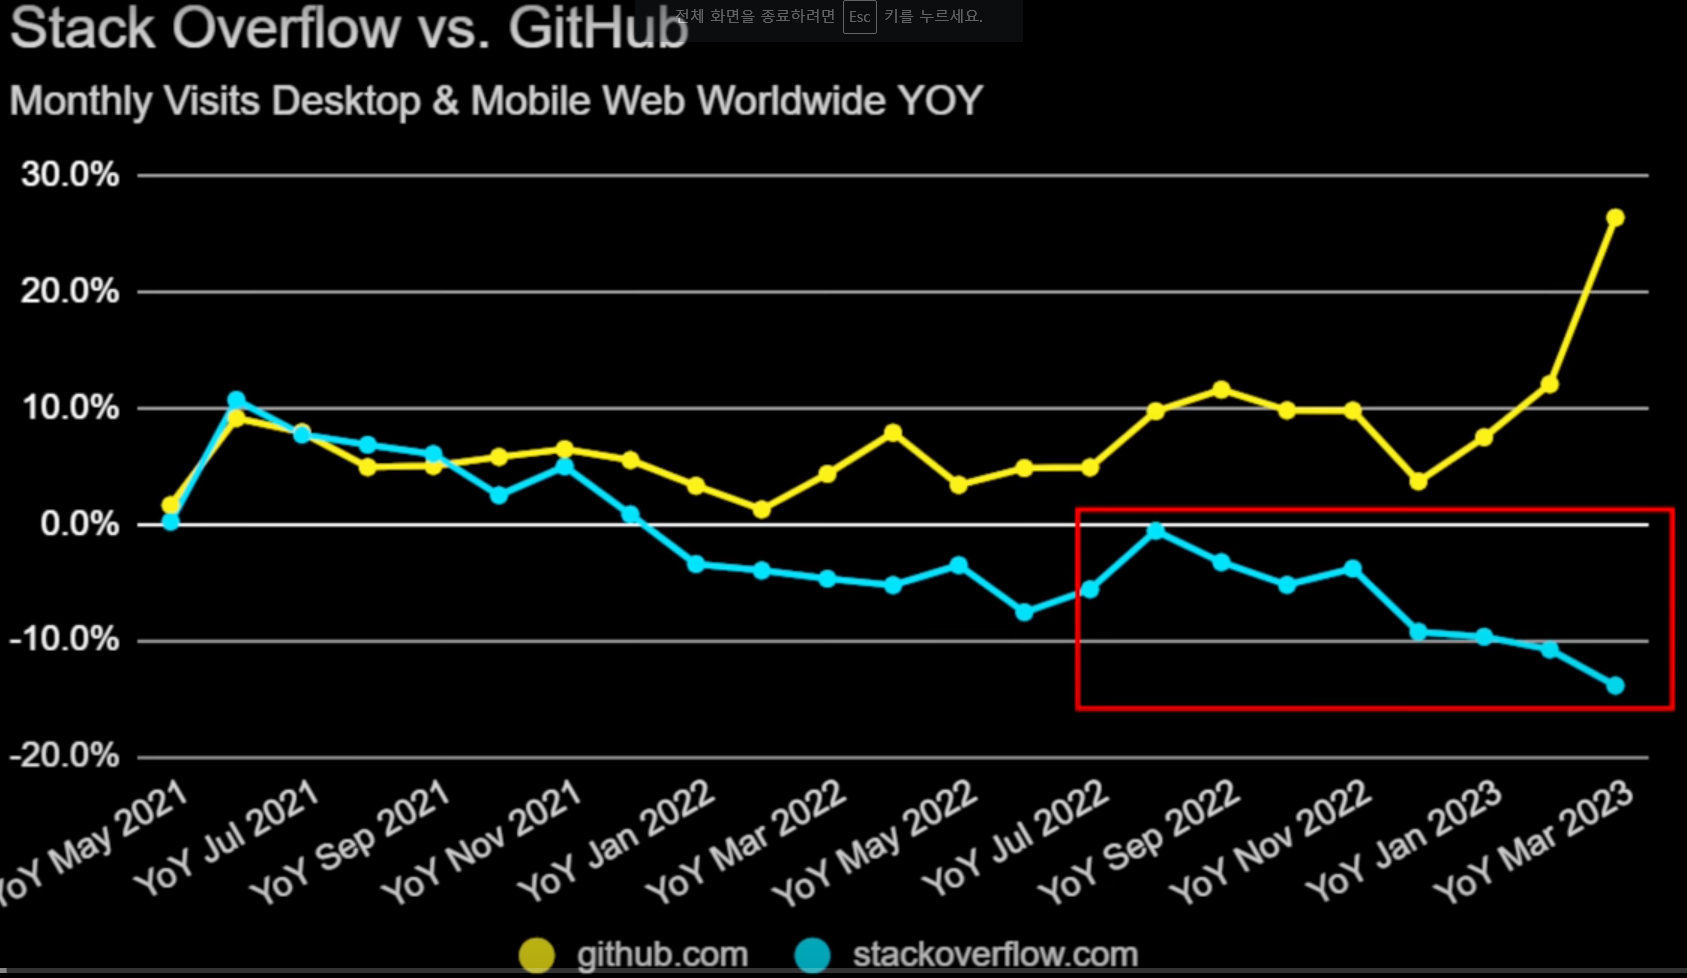 Stack Overflow vs. GitHub
전체 화면을 종료하려면 Esc 키를 누르세요.
Monthly Visits Desktop & Mobile Web Worldwide YOY
30.0%
20.0%
10.0%
0.0%
-10.0%
-20.0%
YoY May 2021
YoY Jul 2021
YoY Sep 2021
YoY Nov 2021
YoY Jan 2022
YoY Mar 2022
YoY May 2022
YoY Jul 2022
YoY Sep 2022
YoY Nov 2022
YoY Jan 2023
YoY Mar 2023
github.com
stackoverflow.com